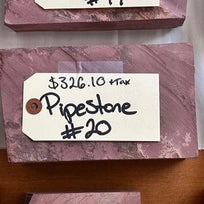 $326.10 + Tax
Pipestone
#20